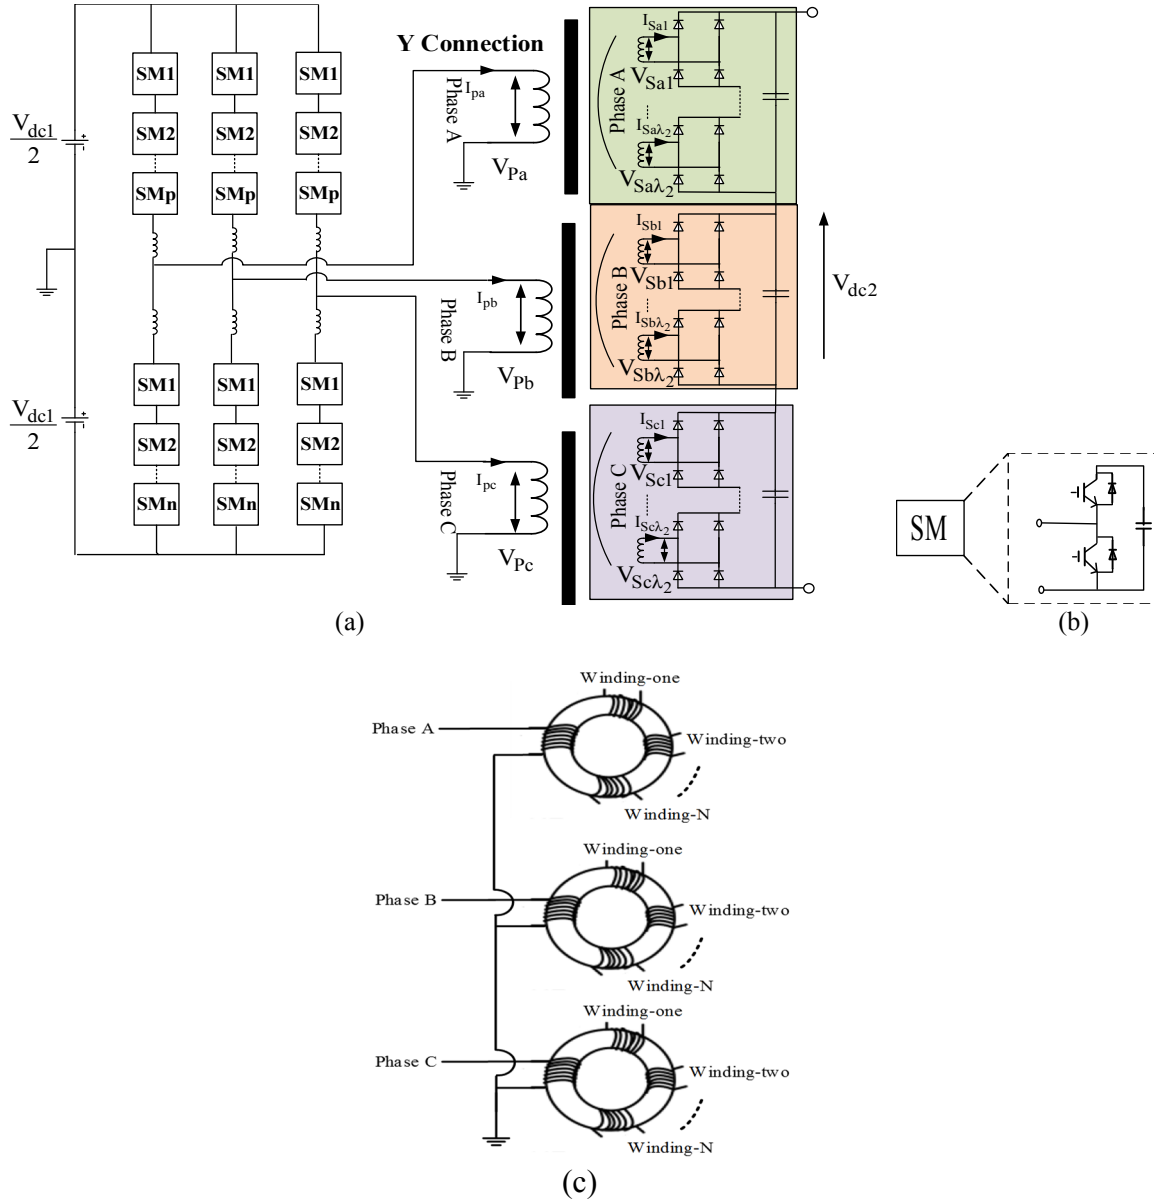 Y Connection
V_dc1
2
SM1 SM1 SM1
SM2 SM2 SM2
SMp SMp SMp
V_dc1
2
SM1 SM1 SM1
SM2 SM2 SM2
SMn SMn SMn
I_pa
Phase A
V_Pa
I_pb
Phase B
V_Pb
I_pc
Phase C
V_Pc
Phase A
I_Sa1
V_Sa1
I_Saλ2
V_Saλ2
Phase B
I_Sb1
V_Sb1
I_Sbλ2
V_Sbλ2
Phase C
I_Sc1
V_Sc1
I_Scλ2
V_Scλ2
V_dc2
(a)
SM
(b)
Winding-one
Phase A
Winding-two
Winding-N
Winding-one
Phase B
Winding-two
Winding-N
Winding-one
Phase C
Winding-two
Winding-N
(c)